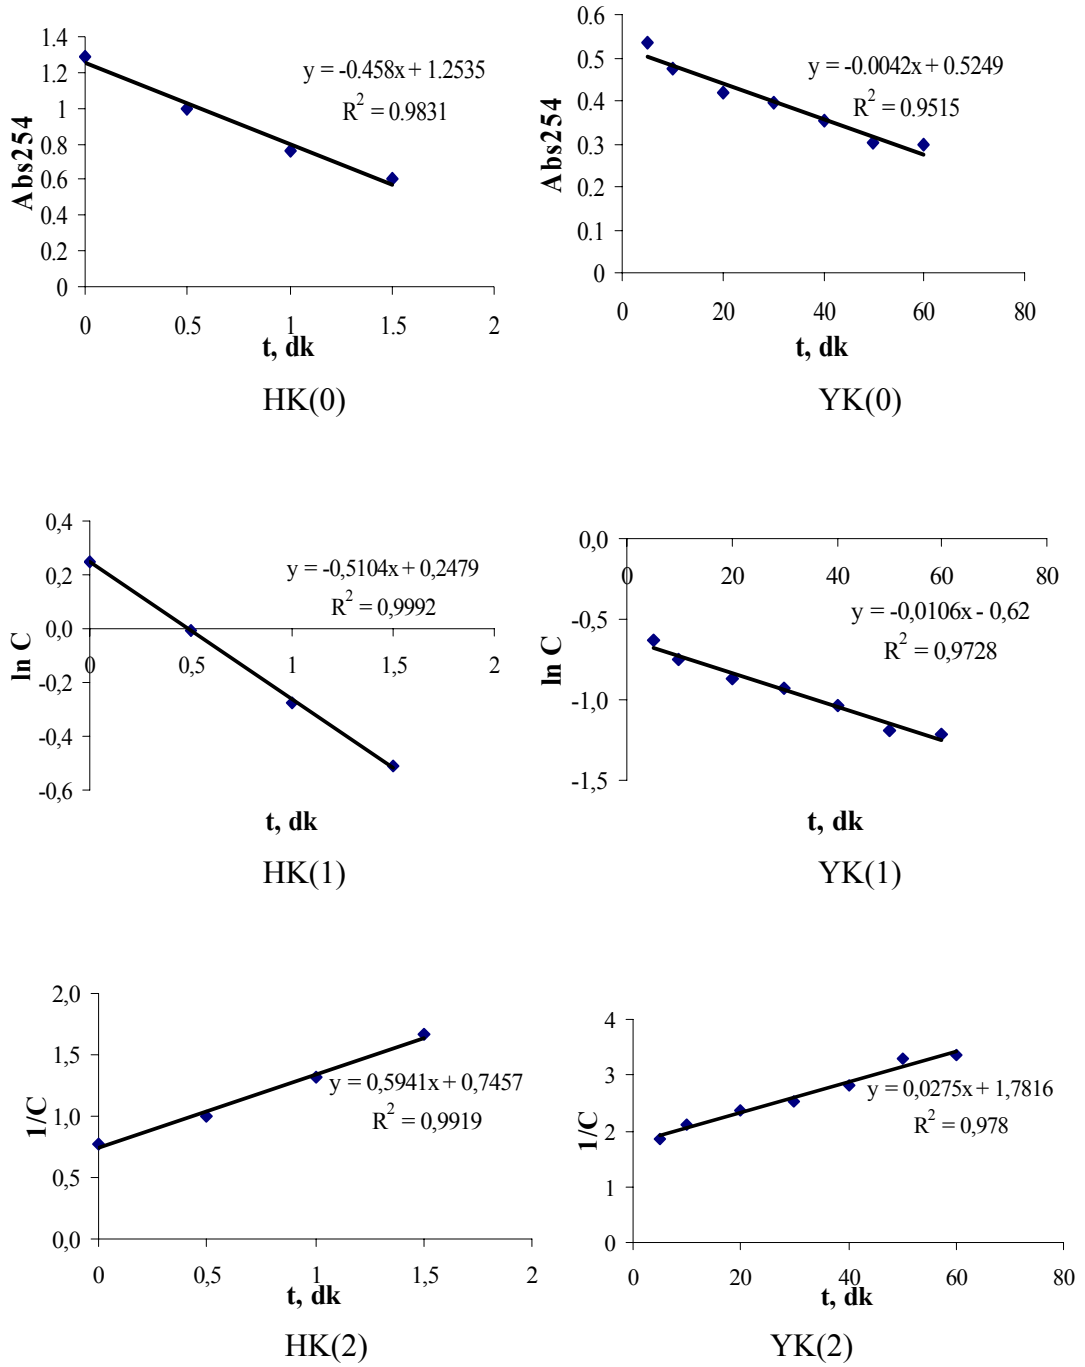 1.4
1.2
1
0.8
0.6
0.4
0.2
0
0 0.5 1 1.5 2
Abs254
t, dk
y = -0.458x + 1.2535
R² = 0.9831
HK(0)
0.6
0.5
0.4
0.3
0.2
0.1
0
0 20 40 60 80
Abs254
t, dk
y = -0.0042x + 0.5249
R² = 0.9515
YK(0)
0,4
0,2
0,0
-0,2
-0,4
-0,6
0 0,5 1 1,5 2
ln C
t, dk
y = -0,5104x + 0,2479
R² = 0,9992
HK(1)
0,0
-0,5
-1,0
-1,5
0 20 40 60 80
ln C
t, dk
y = -0,0106x - 0,62
R² = 0,9728
YK(1)
2,0
1,5
1,0
0,5
0,0
0 0,5 1 1,5 2
1/C
t, dk
y = 0,5941x + 0,7457
R² = 0,9919
HK(2)
4
3
2
1
0
0 20 40 60 80
1/C
t, dk
y = 0,0275x + 1,7816
R² = 0,978
YK(2)